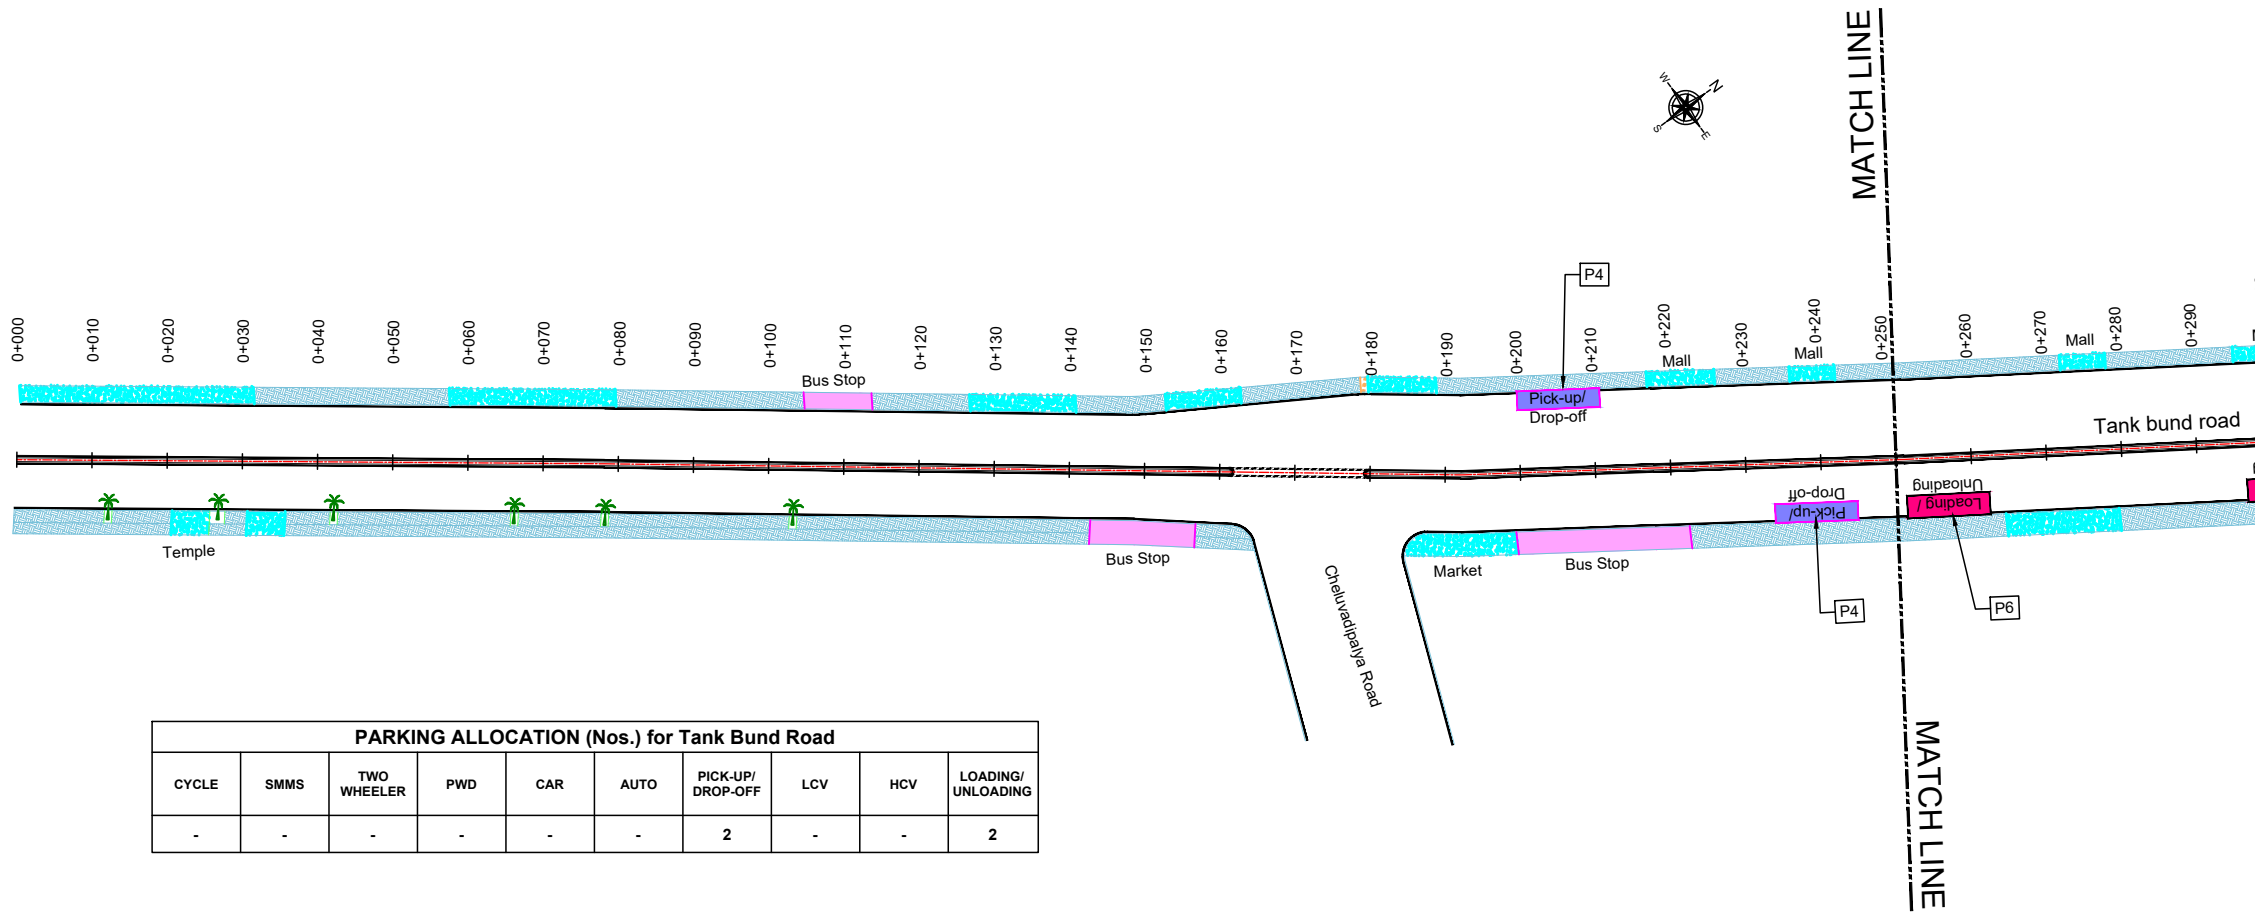 MATCH LINE
W
N
S
E
P4
0+000
0+010
0+020
0+030
0+040
0+050
0+060
0+070
0+080
0+090
0+100
0+110
0+120
0+130
0+140
0+150
0+160
0+170
0+180
0+190
0+200
0+210
0+220
0+230
0+240
0+250
0+260
0+270
0+280
0+290
Bus Stop
Mall
Mall
Mall
Pick-up/
Drop-off
Tank bund road
Pick-up/
Drop-off
Loading /
Unloading
Temple
Bus Stop
Market
Bus Stop
Cheluvadipalya Road
P4
P6
MATCH LINE
PARKING ALLOCATION (Nos.) for Tank Bund Road
CYCLE SMMS TWO WHEELER PWD CAR AUTO PICK-UP/ DROP-OFF LCV HCV LOADING/ UNLOADING
- - - - - - 2 - - 2